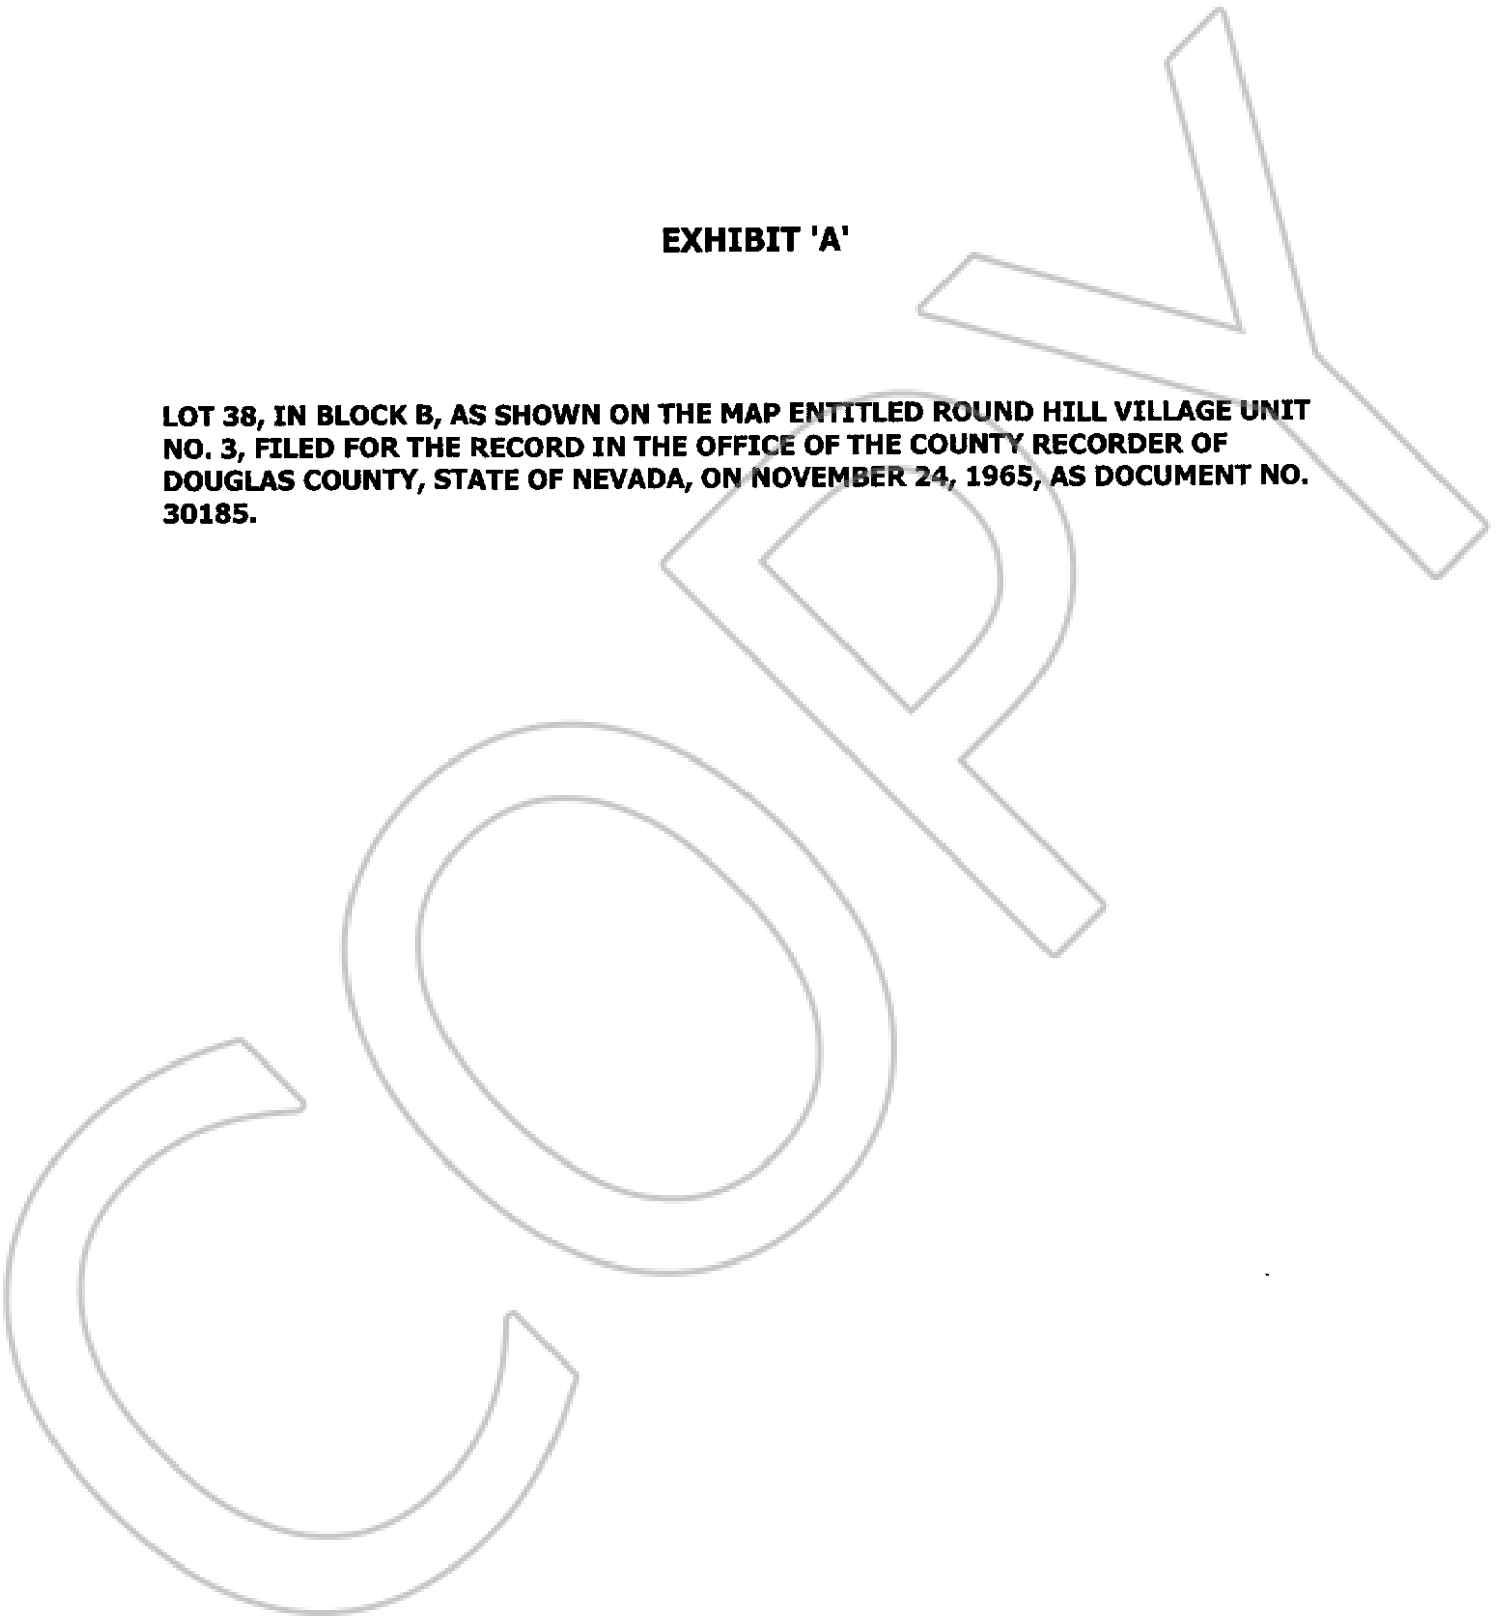 EXHIBIT 'A'
LOT 38, IN BLOCK B, AS SHOWN ON THE MAP ENTITLED ROUND HILL VILLAGE UNIT
NO. 3, FILED FOR THE RECORD IN THE OFFICE OF THE COUNTY RECORDER OF
DOUGLAS COUNTY, STATE OF NEVADA, ON NOVEMBER 24, 1965, AS DOCUMENT NO.
30185.
COPY